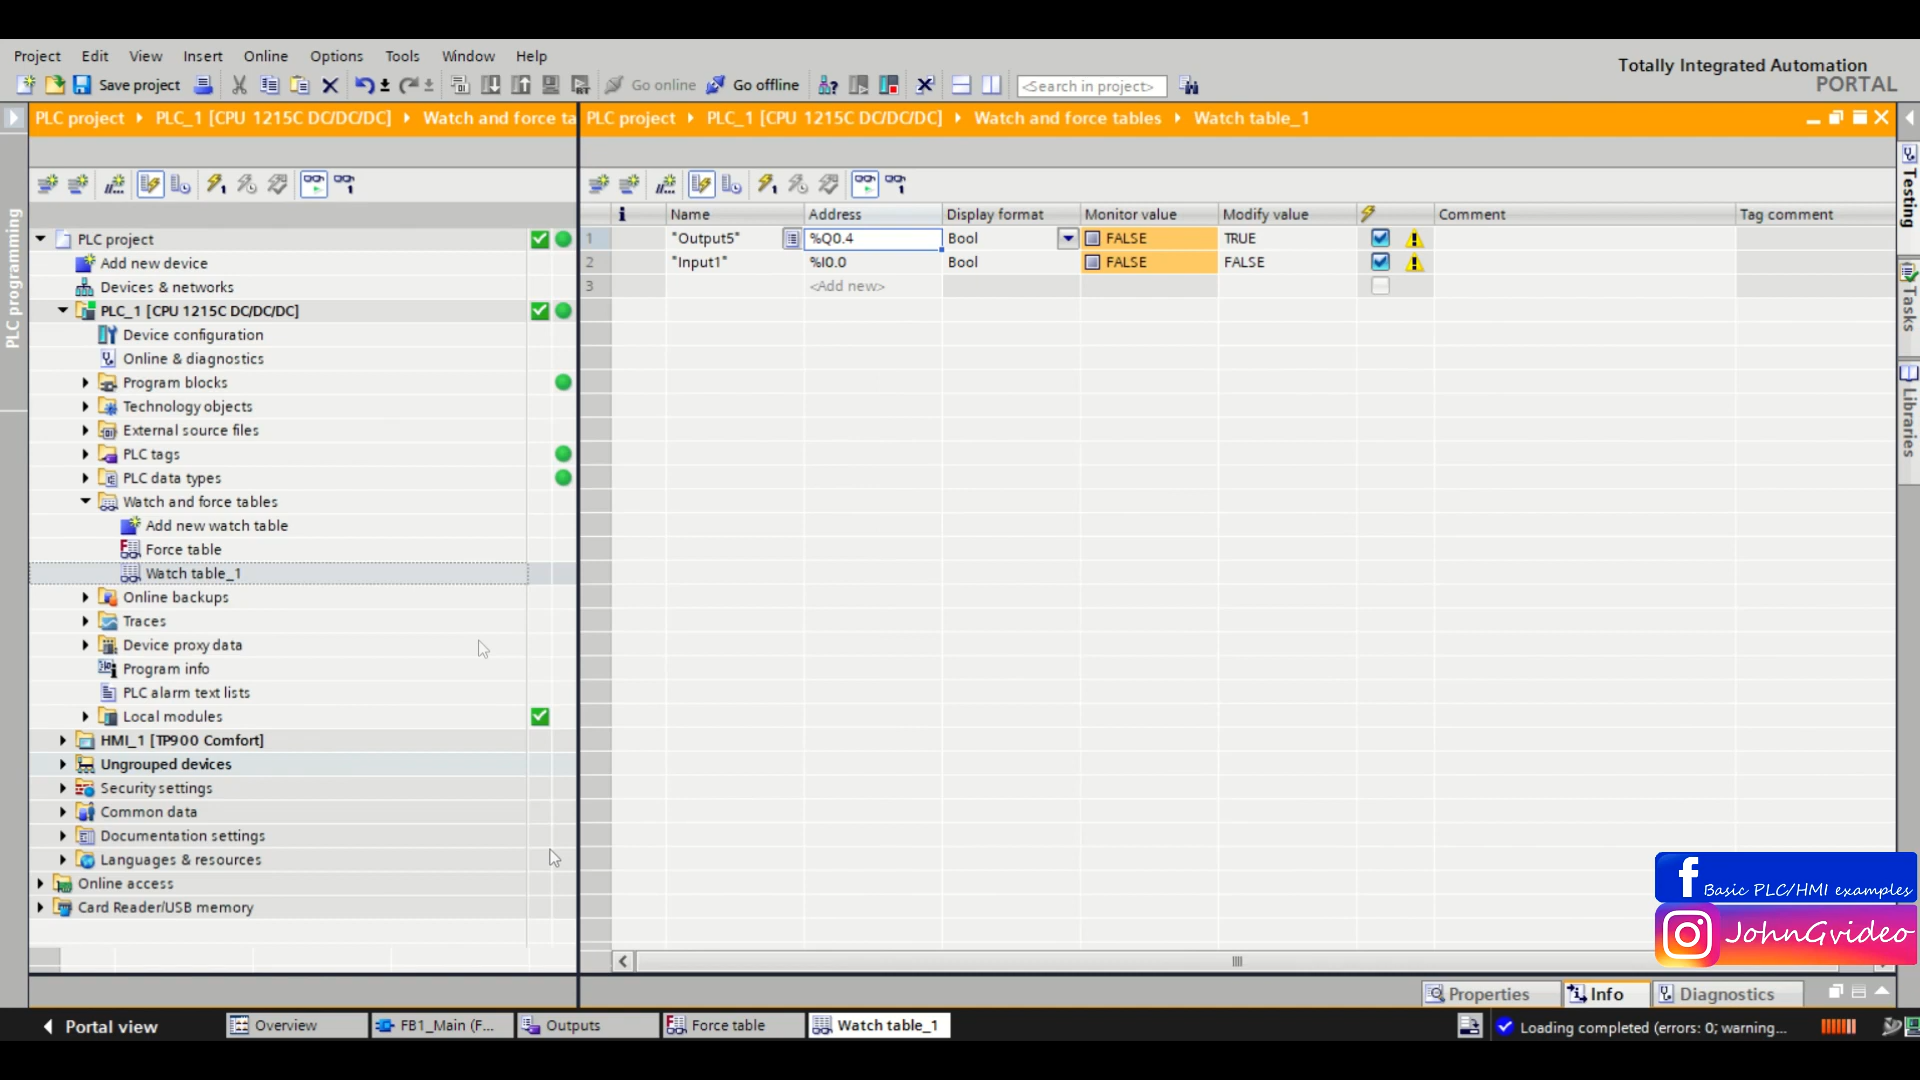 Project Edit View Insert Online Options Tools Window Help
Totally Integrated Automation
PORTAL
Save project Go online Go offline <Search in project>
PLC project PLC_1 [CPU 1215C DC/DC/DC] Watch and force ta
PLC project PLC_1 [CPU 1215C DC/DC/DC] Watch and force tables Watch table_1
PLC programming
PLC project
Add new device
Devices & networks
PLC_1 [CPU 1215C DC/DC/DC]
Device configuration
Online & diagnostics
Program blocks
Technology objects
External source files
PLC tags
PLC data types
Watch and force tables
Add new watch table
Force table
Watch table_1
Online backups
Traces
Device proxy data
Program info
PLC alarm text lists
Local modules
HMI_1 [TP900 Comfort]
Ungrouped devices
Security settings
Common data
Documentation settings
Languages & resources
Online access
Card Reader/USB memory
i Name Address Display format Monitor value Modify value Comment Tag comment
1 "Output5" %Q0.4 Bool FALSE TRUE
2 "Input1" %I0.0 Bool FALSE FALSE
3 <Add new>
Testing
Tasks
Libraries
f Basic PLC/HMI examples
JohnGvideo
Properties Info Diagnostics
Portal view Overview FB1_Main (F... Outputs Force table Watch table_1 Loading completed (errors: 0; warning...